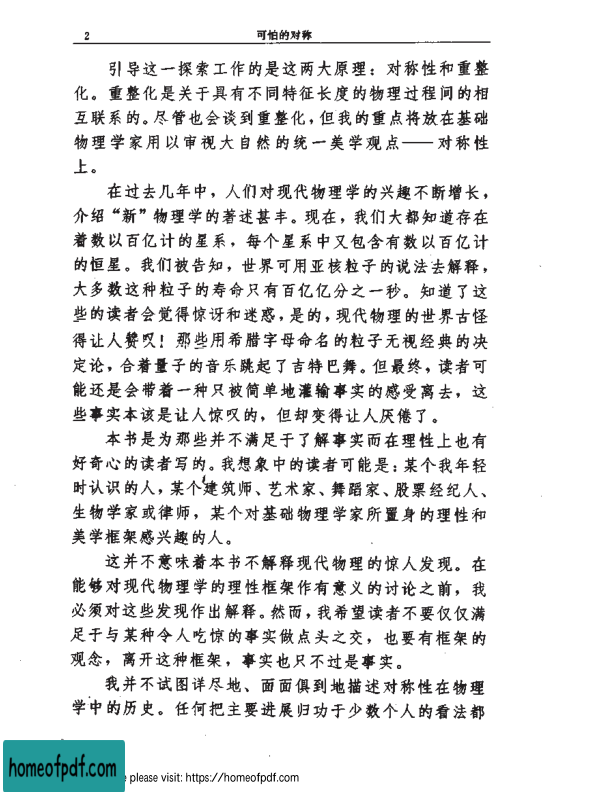 2
可怕的对称
引导这一探索工作的是这两大原理：对称性和重整
化。重整化是关于具有不同特征长度的物理过程间的相
互联系的。尽管也会谈到重整化，但我的重点将放在基础
物理学家用以审视大自然的统一美学观点——对称性
上。
在过去几年中，人们对现代物理学的兴趣不断增长，
介绍“新”物理学的著述甚丰。现在，我们大都知道存在
着数以百亿计的星系，每个星系中又包含有数以百亿计
的恒星。我们被告知，世界可用亚核粒子的说法去解释，
大多数这种粒子的寿命只有百亿亿分之一秒。知道了这
些的读者会觉得惊讶和迷惑，是的，现代物理的世界古怪
得让人赞叹！那些用希腊字母命名的粒子无视经典的决
定论，合着量子的音乐跳起了吉特巴舞。但最终，读者可
能还是会带着一种只被简单地灌输事实的感受离去，这
些事实本该是让人惊叹的，但却变得让人厌倦了。
本书是为那些并不满足于了解事实而在理性上也有
好奇心的读者写的。我想象中的读者可能是：某个我年轻
时认识的人，某个建筑师、艺术家、舞蹈家、股票经纪人、
生物学家或律师，某个对基础物理学家所置身的理性和
美学框架感兴趣的人。
这并不意味着本书不解释现代物理的惊人发现。在
能够对现代物理学的理性框架作有意义的讨论之前，我
必须对这些发现作出解释。然而，我希望读者不要仅仅满
足于与某种令人吃惊的事实做点头之交，也要有框架的
观念，离开这种框架，事实也只不过是事实。
我并不试图详尽地、面面俱到地描述对称性在物理
学中的历史。任何把主要进展归功于少数个人的看法都
homeofpdf.com
please visit: https://homeofpdf.com